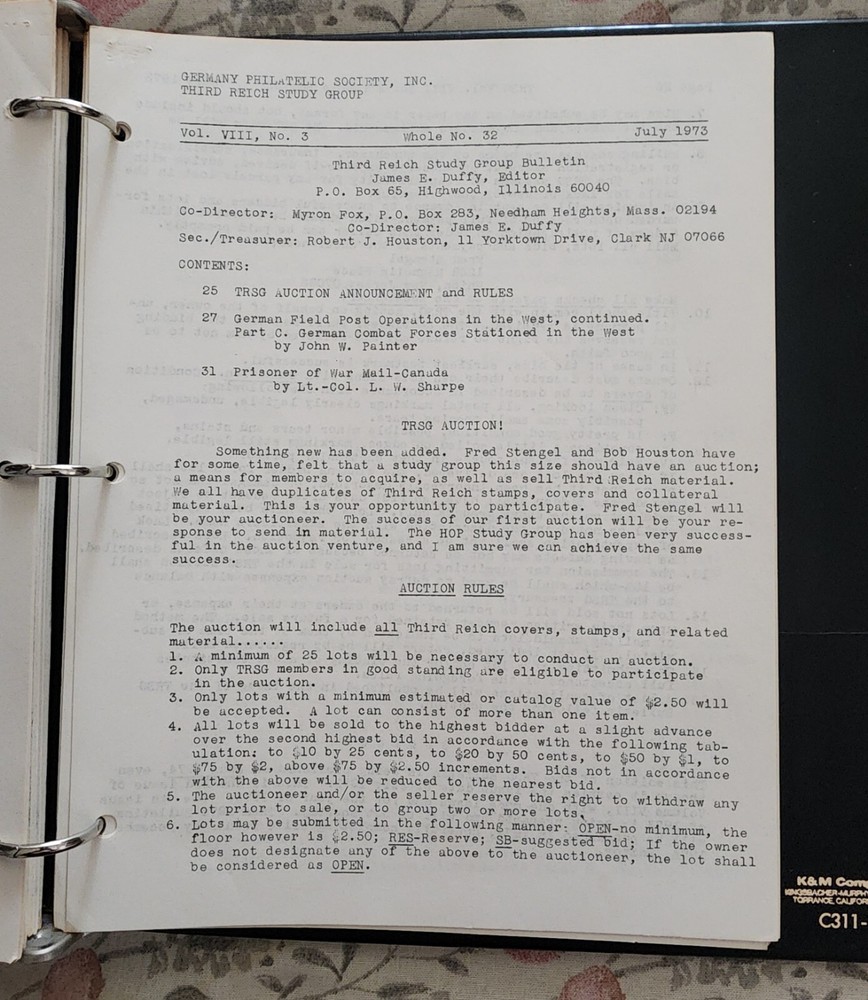 GERMANY PHILATELIC SOCIETY, INC.
THIRD REICH STUDY GROUP
Vol. VIII, No. 3 Whole No. 32 July 1973
Third Reich Study Group Bulletin
James E. Duffy, Editor
P.O. Box 65, Highwood, Illinois 60040
Co-Director: Myron Fox, P.O. Box 283, Needham Heights, Mass. 02194
Co-Director: James E. Duffy
Sec./Treasurer: Robert J. Houston, 11 Yorktown Drive, Clark NJ 07066
CONTENTS:
25 TRSG AUCTION ANNOUNCEMENT and RULES
27 German Field Post Operations in the West, continued.
Part C. German Combat Forces Stationed in the West
by John W. Painter
31 Prisoner of War Mail-Canada
by Lt.-Col. L. W. Sharpe
TRSG AUCTION!
Something new has been added. Fred Stengel and Bob Houston have
for some time, felt that a study group this size should have an auction;
a means for members to acquire, as well as sell Third Reich material.
We all have duplicates of Third Reich stamps, covers and collateral
material. This is your opportunity to participate. Fred Stengel will
be your auctioneer. The success of our first auction will be your re-
sponse to send in material. The HOP Study Group has been very success-
ful in the auction venture, and I am sure we can achieve the same
success.
AUCTION RULES
The auction will include all Third Reich covers, stamps, and related
material......
1. A minimum of 25 lots will be necessary to conduct an auction.
2. Only TRSG members in good standing are eligible to participate
in the auction.
3. Only lots with a minimum estimated or catalog value of $2.50 will
be accepted. A lot can consist of more than one item.
4. All lots will be sold to the highest bidder at a slight advance
over the second highest bid in accordance with the following tab-
ulation: to $10 by 25 cents, to $20 by 50 cents, to $50 by $1, to
$75 by $2, above $75 by $2.50 increments. Bids not in accordance
with the above will be reduced to the nearest bid.
5. The auctioneer and/or the seller reserve the right to withdraw any
lot prior to sale, or to group two or more lots.
6. Lots may be submitted in the following manner: OPEN-no minimum, the
floor however is $2.50; RES-Reserve; SB-suggested bid; If the owner
does not designate any of the above to the auctioneer, the lot shall
be considered as OPEN.
K&M Com
KINGSBACHER-MURPHY
TORRANCE, CALIFOR
C311-